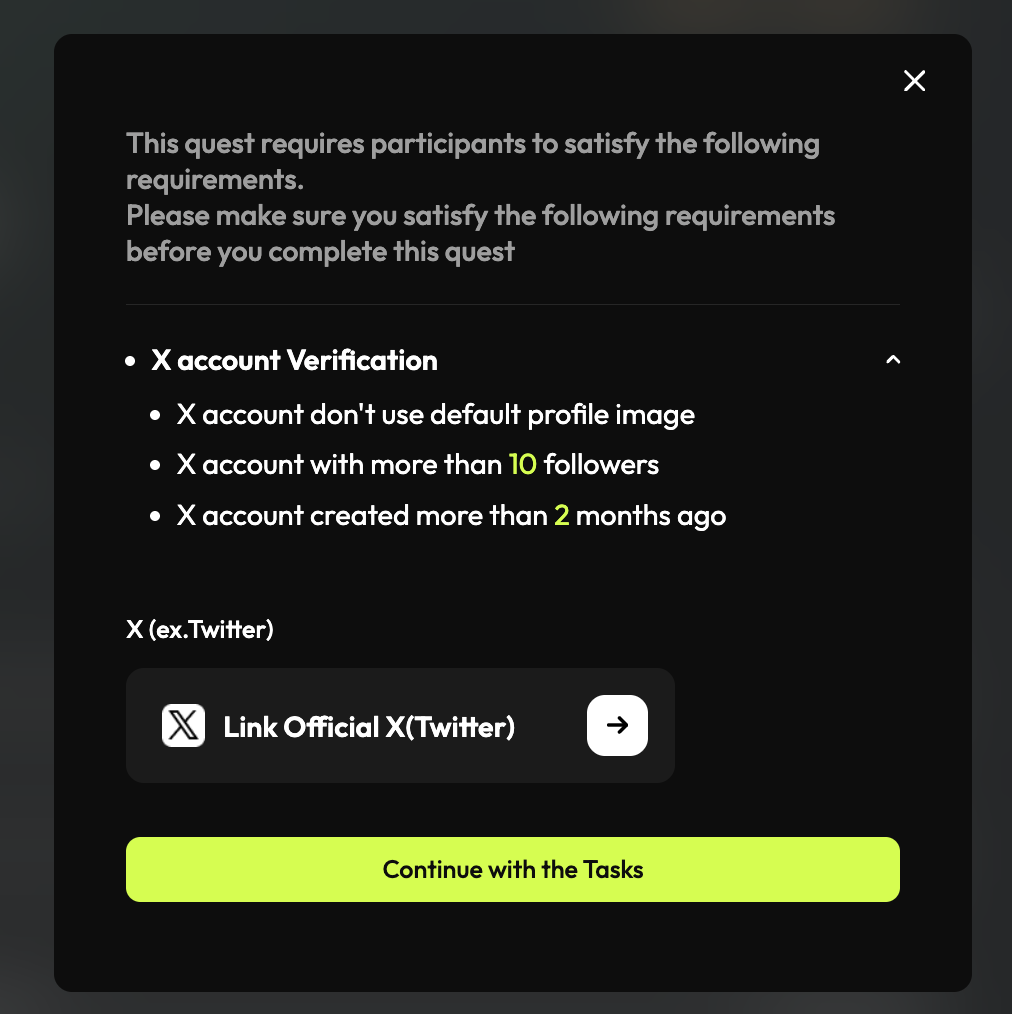 This quest requires participants to satisfy the following
requirements.
Please make sure you satisfy the following requirements
before you complete this quest
X account Verification
X account don't use default profile image
X account with more than 10 followers
X account created more than 2 months ago
X (ex.Twitter)
Link Official X(Twitter)
Continue with the Tasks